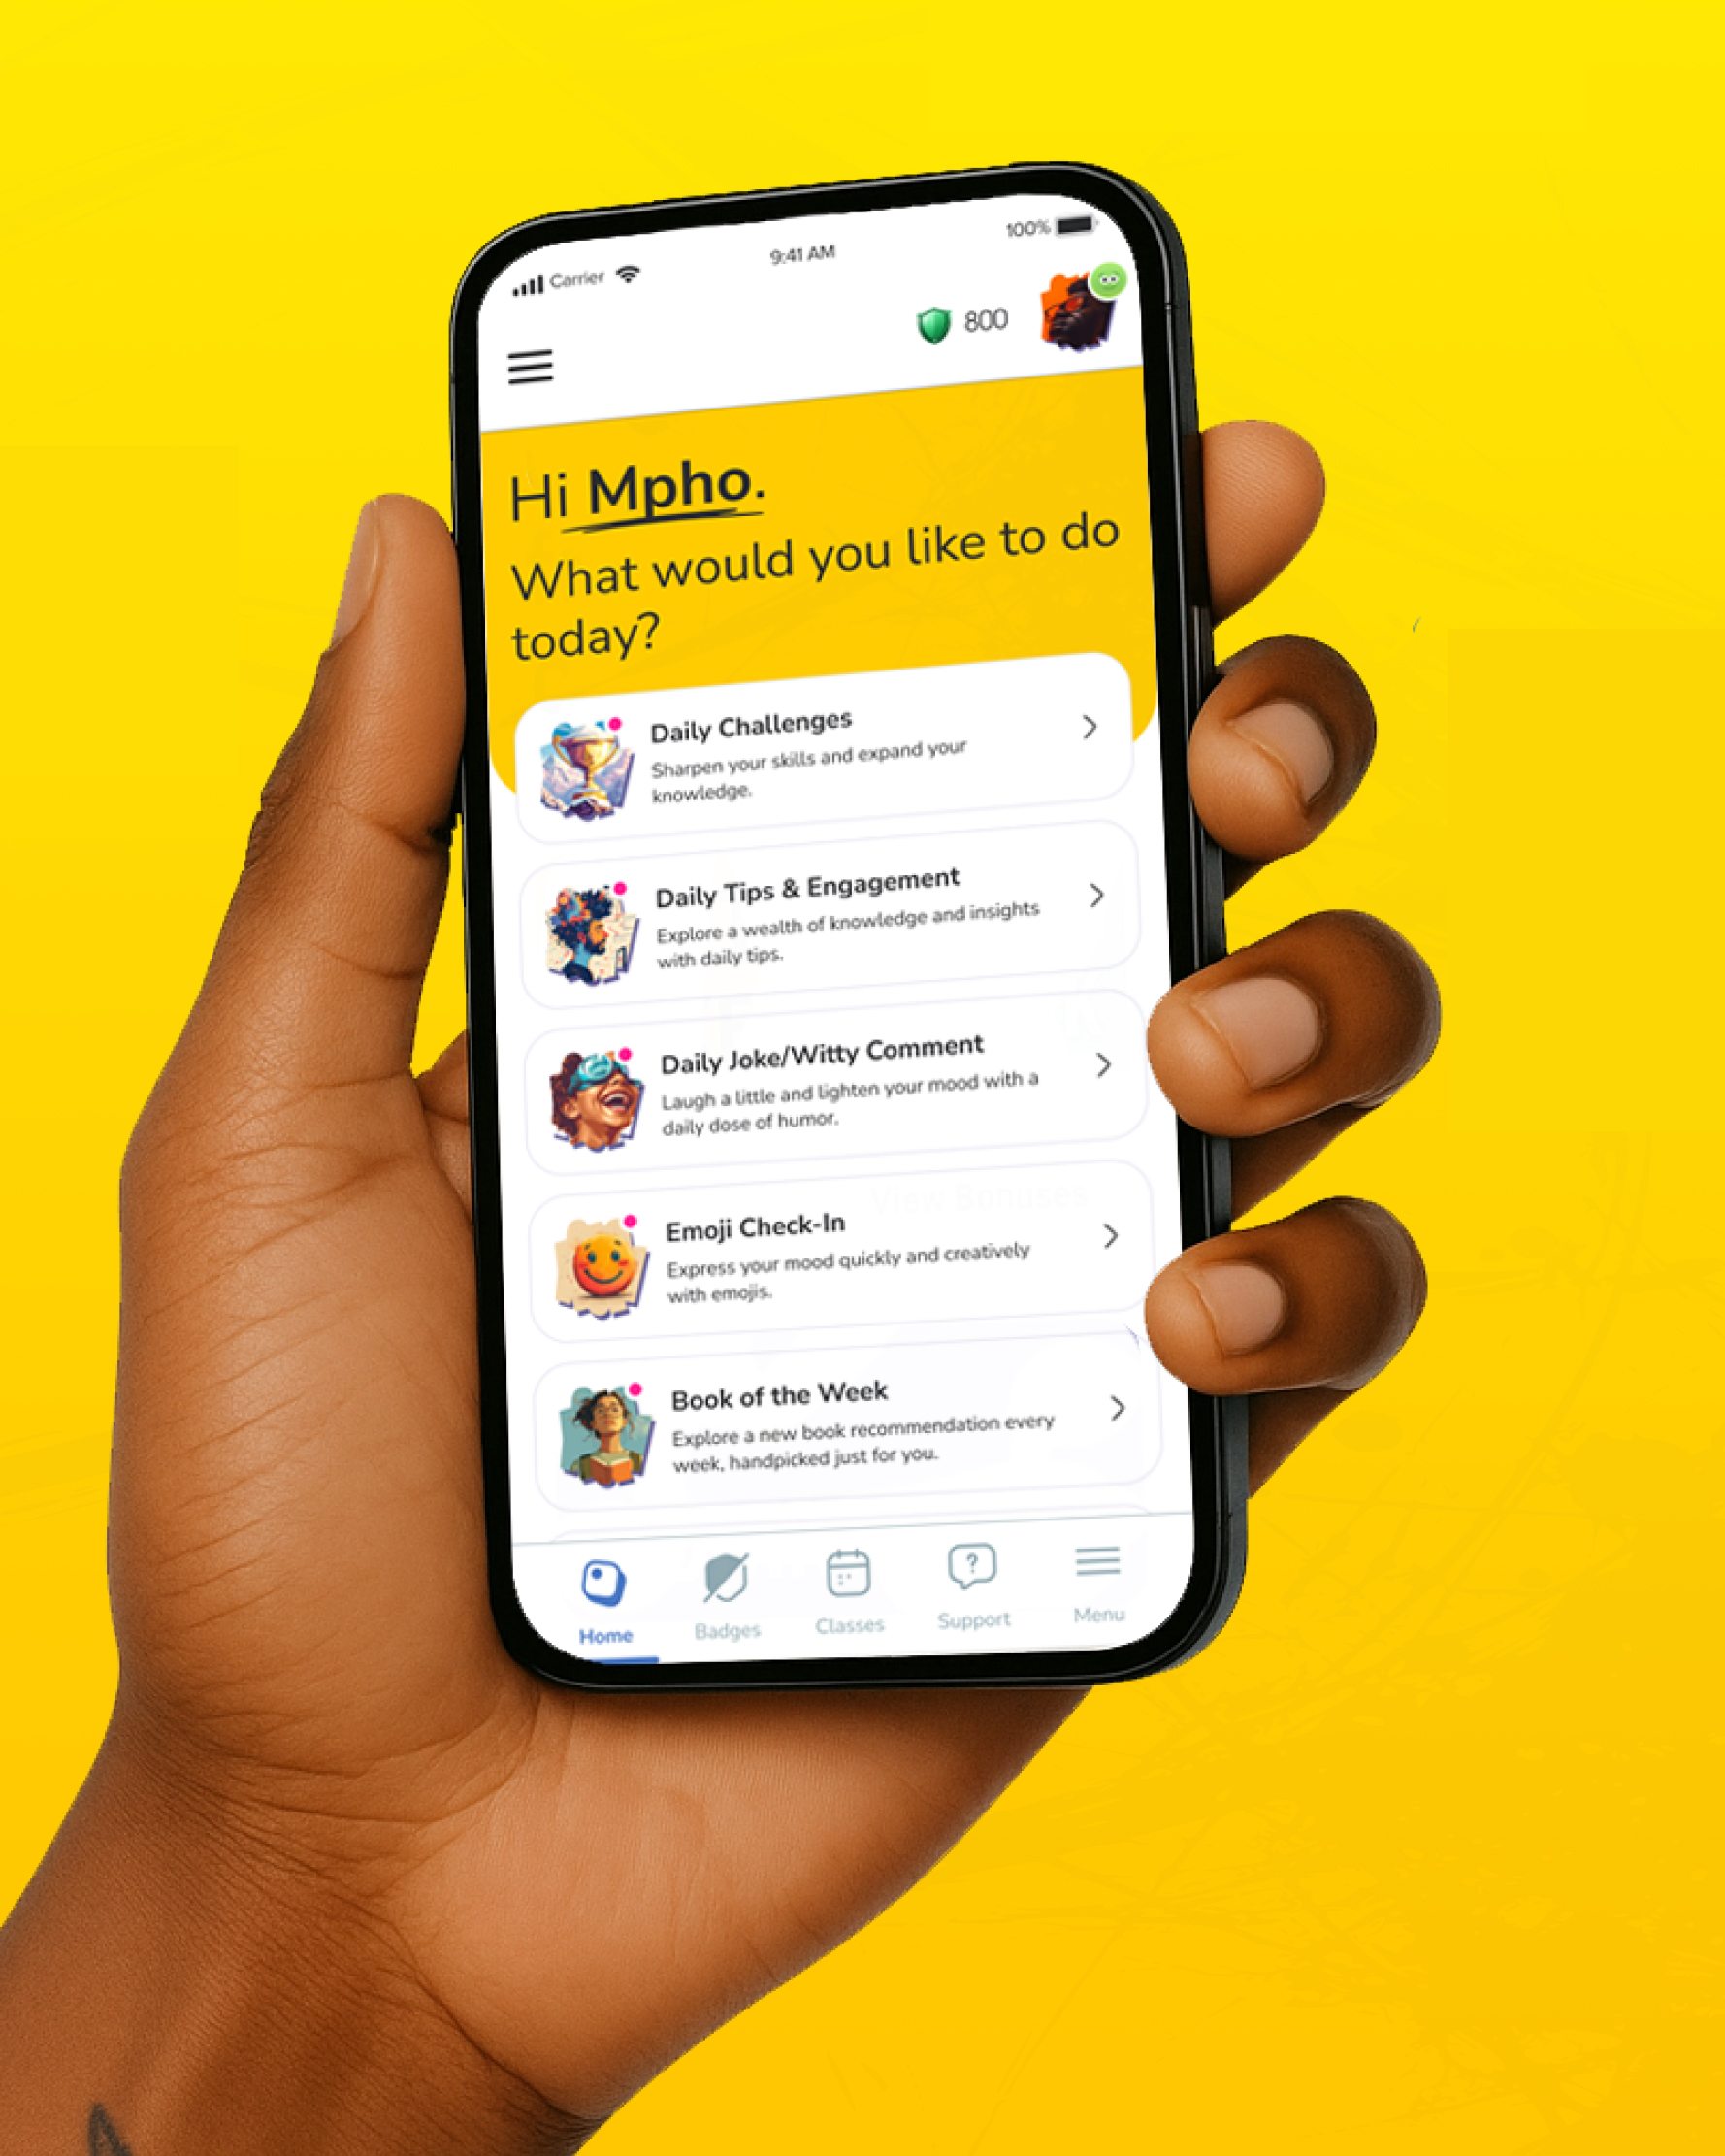 Carrier
9:41 AM
100%
800
Hi Mpho.
What would you like to do
today?
Daily Challenges
Sharpen your skills and expand your
knowledge.
Daily Tips & Engagement
Explore a wealth of knowledge and insights
with daily tips.
Daily Joke/Witty Comment
Laugh a little and lighten your mood with a
daily dose of humor.
View Bonuses
Emoji Check-In
Express your mood quickly and creatively
with emojis.
Book of the Week
Explore a new book recommendation every
week, handpicked just for you.
Home
Badges
Classes
Support
Menu